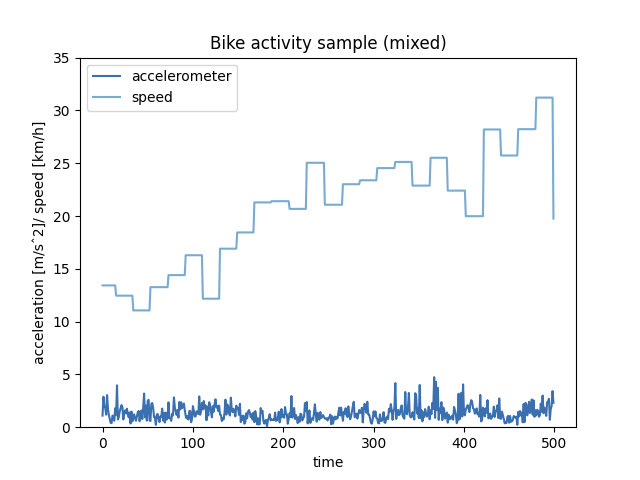 Bike activity sample (mixed)
accelerometer
speed
35
30
25
20
15
10
5
0
acceleration [m/s^2]/ speed [km/h]
0
100
200
300
400
500
time